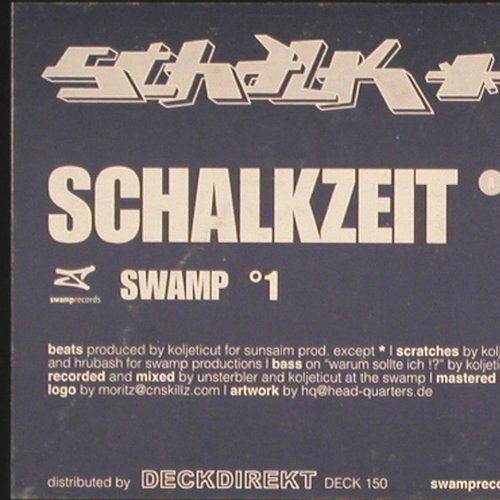 schalk *
SCHALKZEIT
swamprecords
SWAMP °1
beats produced by koljeticut for sunsaim prod. except * I scratches by kol
and hrubash for swamp productions I bass on "warum sollte ich !?" by koljeti
recorded and mixed by unsterbler and koljeticut at the swamp I mastered
logo by moritz@cnskillz.com I artwork by hq@head-quarters.de
distributed by DECKDIREKT DECK 150
swamprec